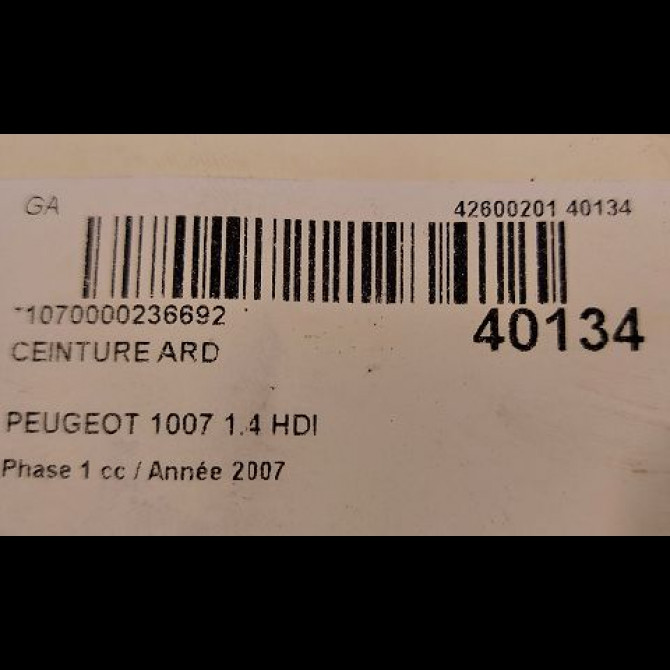 GA
42600201 40134
1070000236692
40134
CEINTURE ARD
PEUGEOT 1007 1.4 HDI
Phase 1 cc / Année 2007